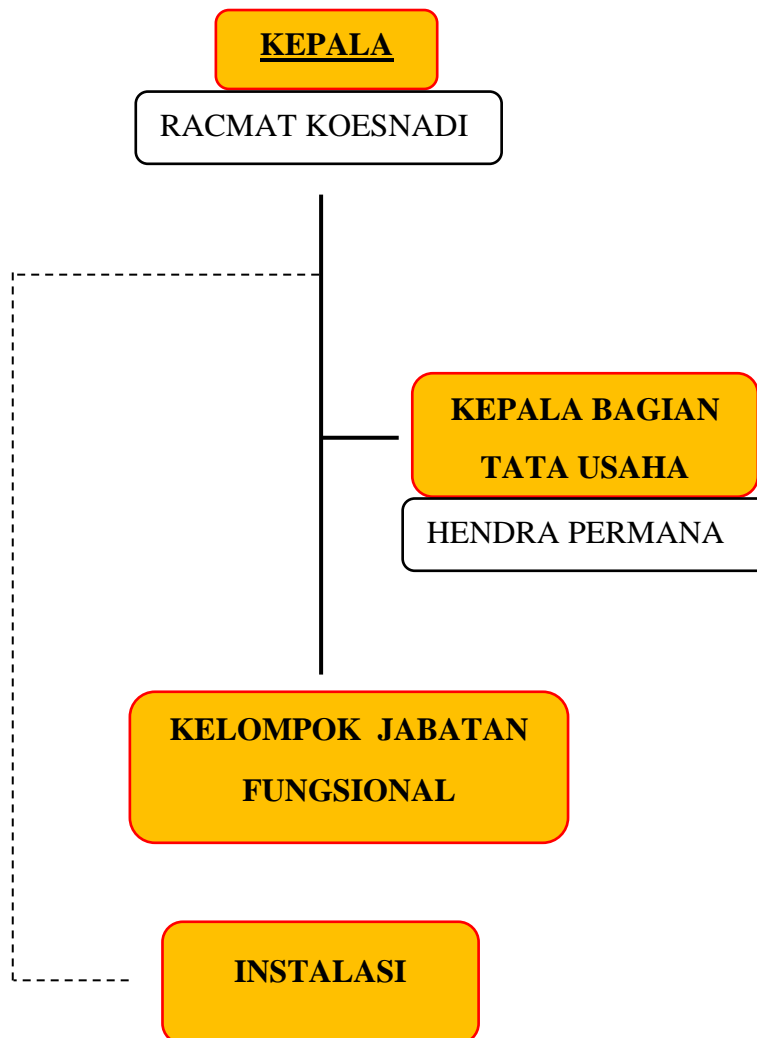 KEPALA
RACMAT KOESNADI
KEPALA BAGIAN
TATA USAHA
HENDRA PERMANA
KELOMPOK JABATAN
FUNGSIONAL
INSTALASI